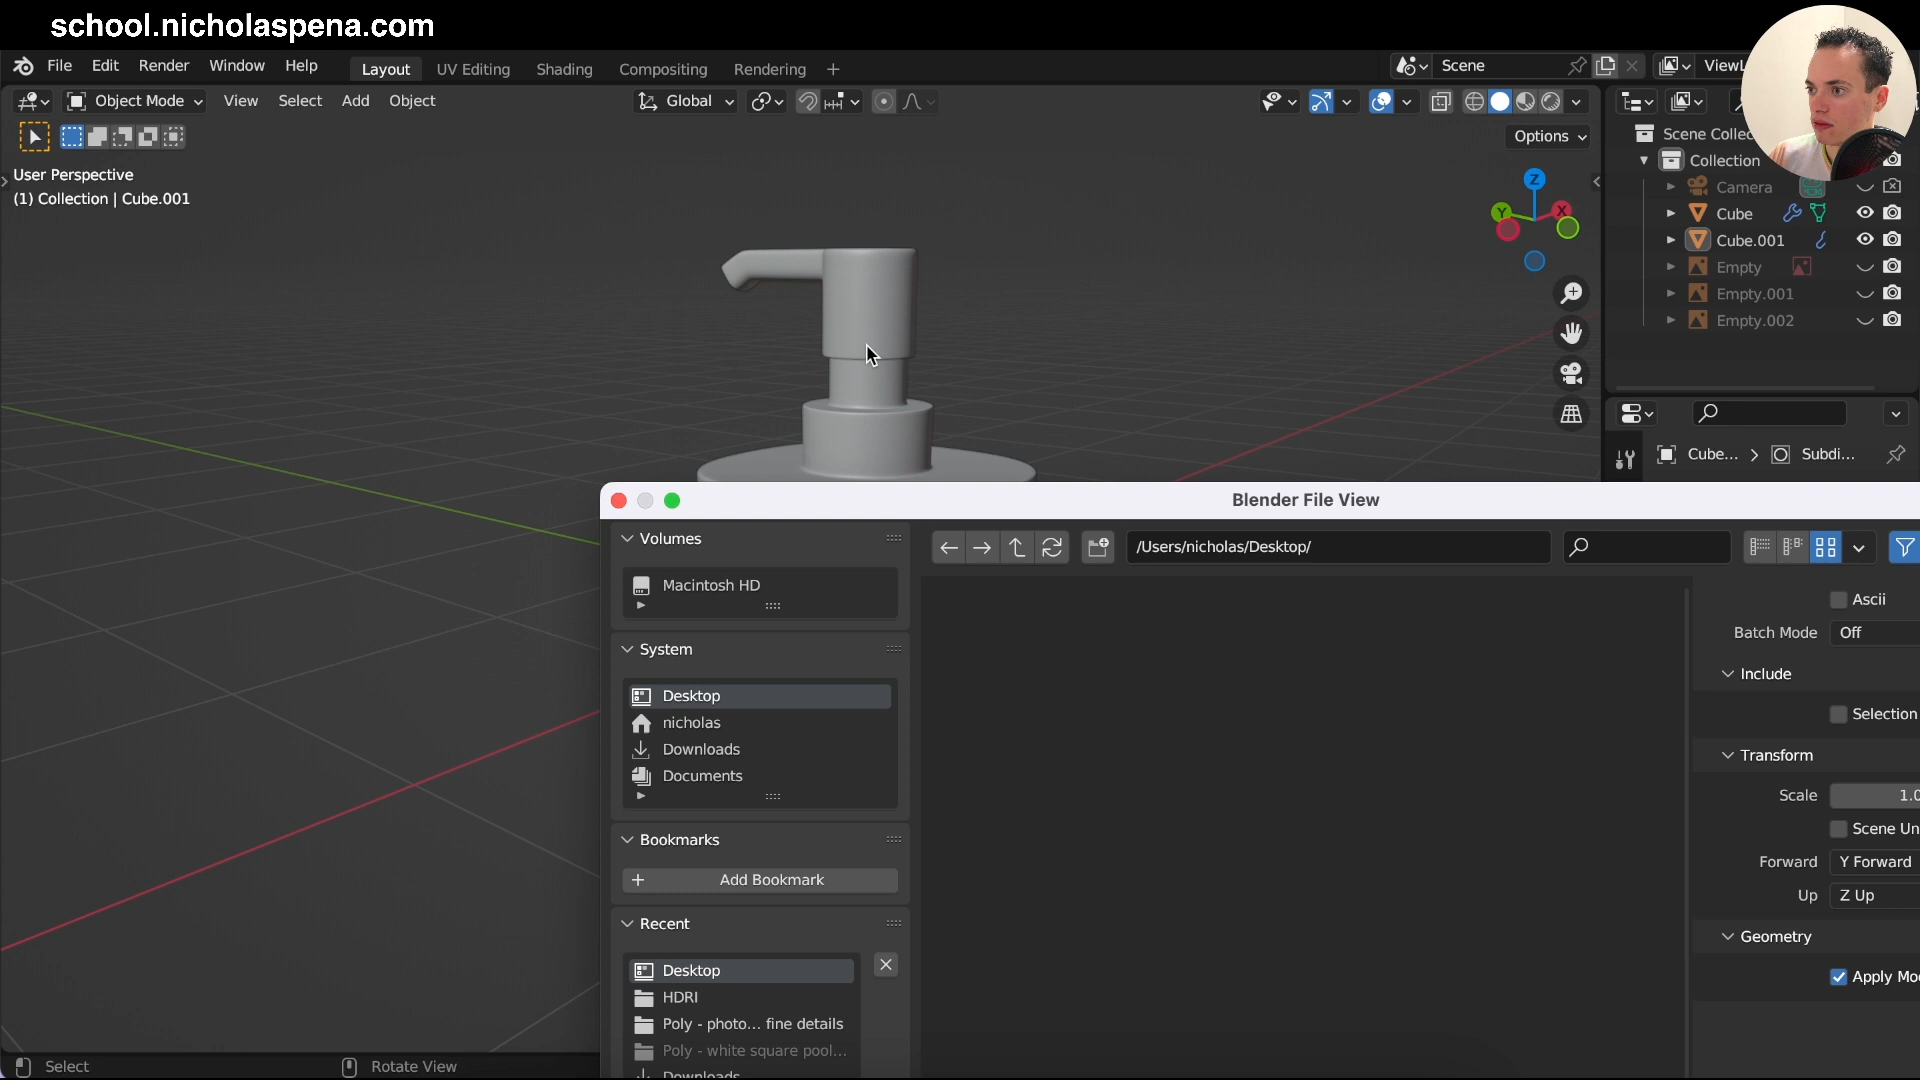 school.nicholaspena.com
File Edit Render Window Help Layout UV Editing Shading Compositing Rendering + Scene
Object Mode View Select Add Object Global
Options
User Perspective
(1) Collection | Cube.001
Z
Y X
Collection
Camera
Cube
Cube.001
Empty
Empty.001
Empty.002
Cube... > Subdi...
Blender File View
Volumes
Macintosh HD
System
Desktop
nicholas
Downloads
Documents
Bookmarks
+ Add Bookmark
Recent
Desktop
HDRI
Poly - photo... fine details
Poly - white square pool...
Downloads
/Users/nicholas/Desktop/
Ascii
Batch Mode Off
Include
Selection
Transform
Scale 1.0
Scene Un
Forward Y Forward
Up Z Up
Geometry
Apply Mo
Select Rotate View